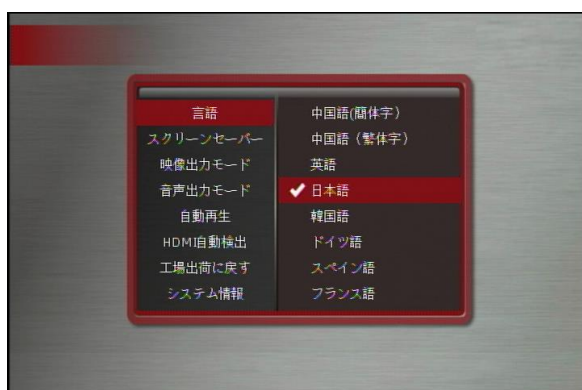 言語
スクリーンセーバー
映像出力モード
音声出力モード
自動再生
HDMI自動検出
工場出荷に戻す
システム情報
中国語(簡体字)
中国語（繁体字）
英語
日本語
韓国語
ドイツ語
スペイン語
フランス語